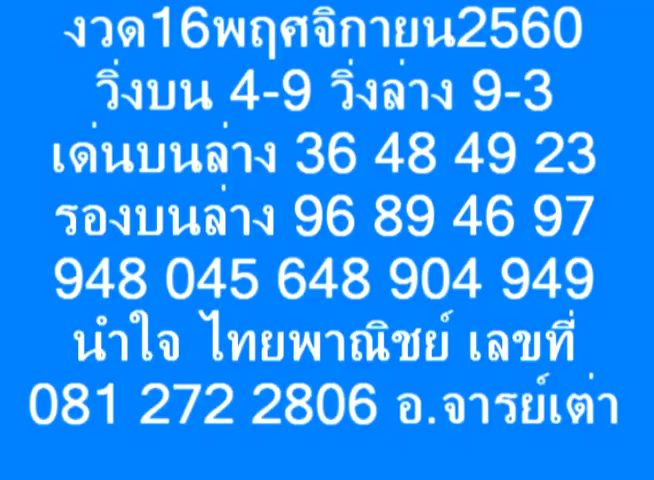 งวด16พฤศจิกายน2560
วิ่งบน 4-9 วิ่งล่าง 9-3
เด่นบนล่าง 36 48 49 23
รองบนล่าง 96 89 46 97
948 045 648 904 949
นำใจ ไทยพาณิชย์ เลขที่
081 272 2806 อ.จารย์เต่า